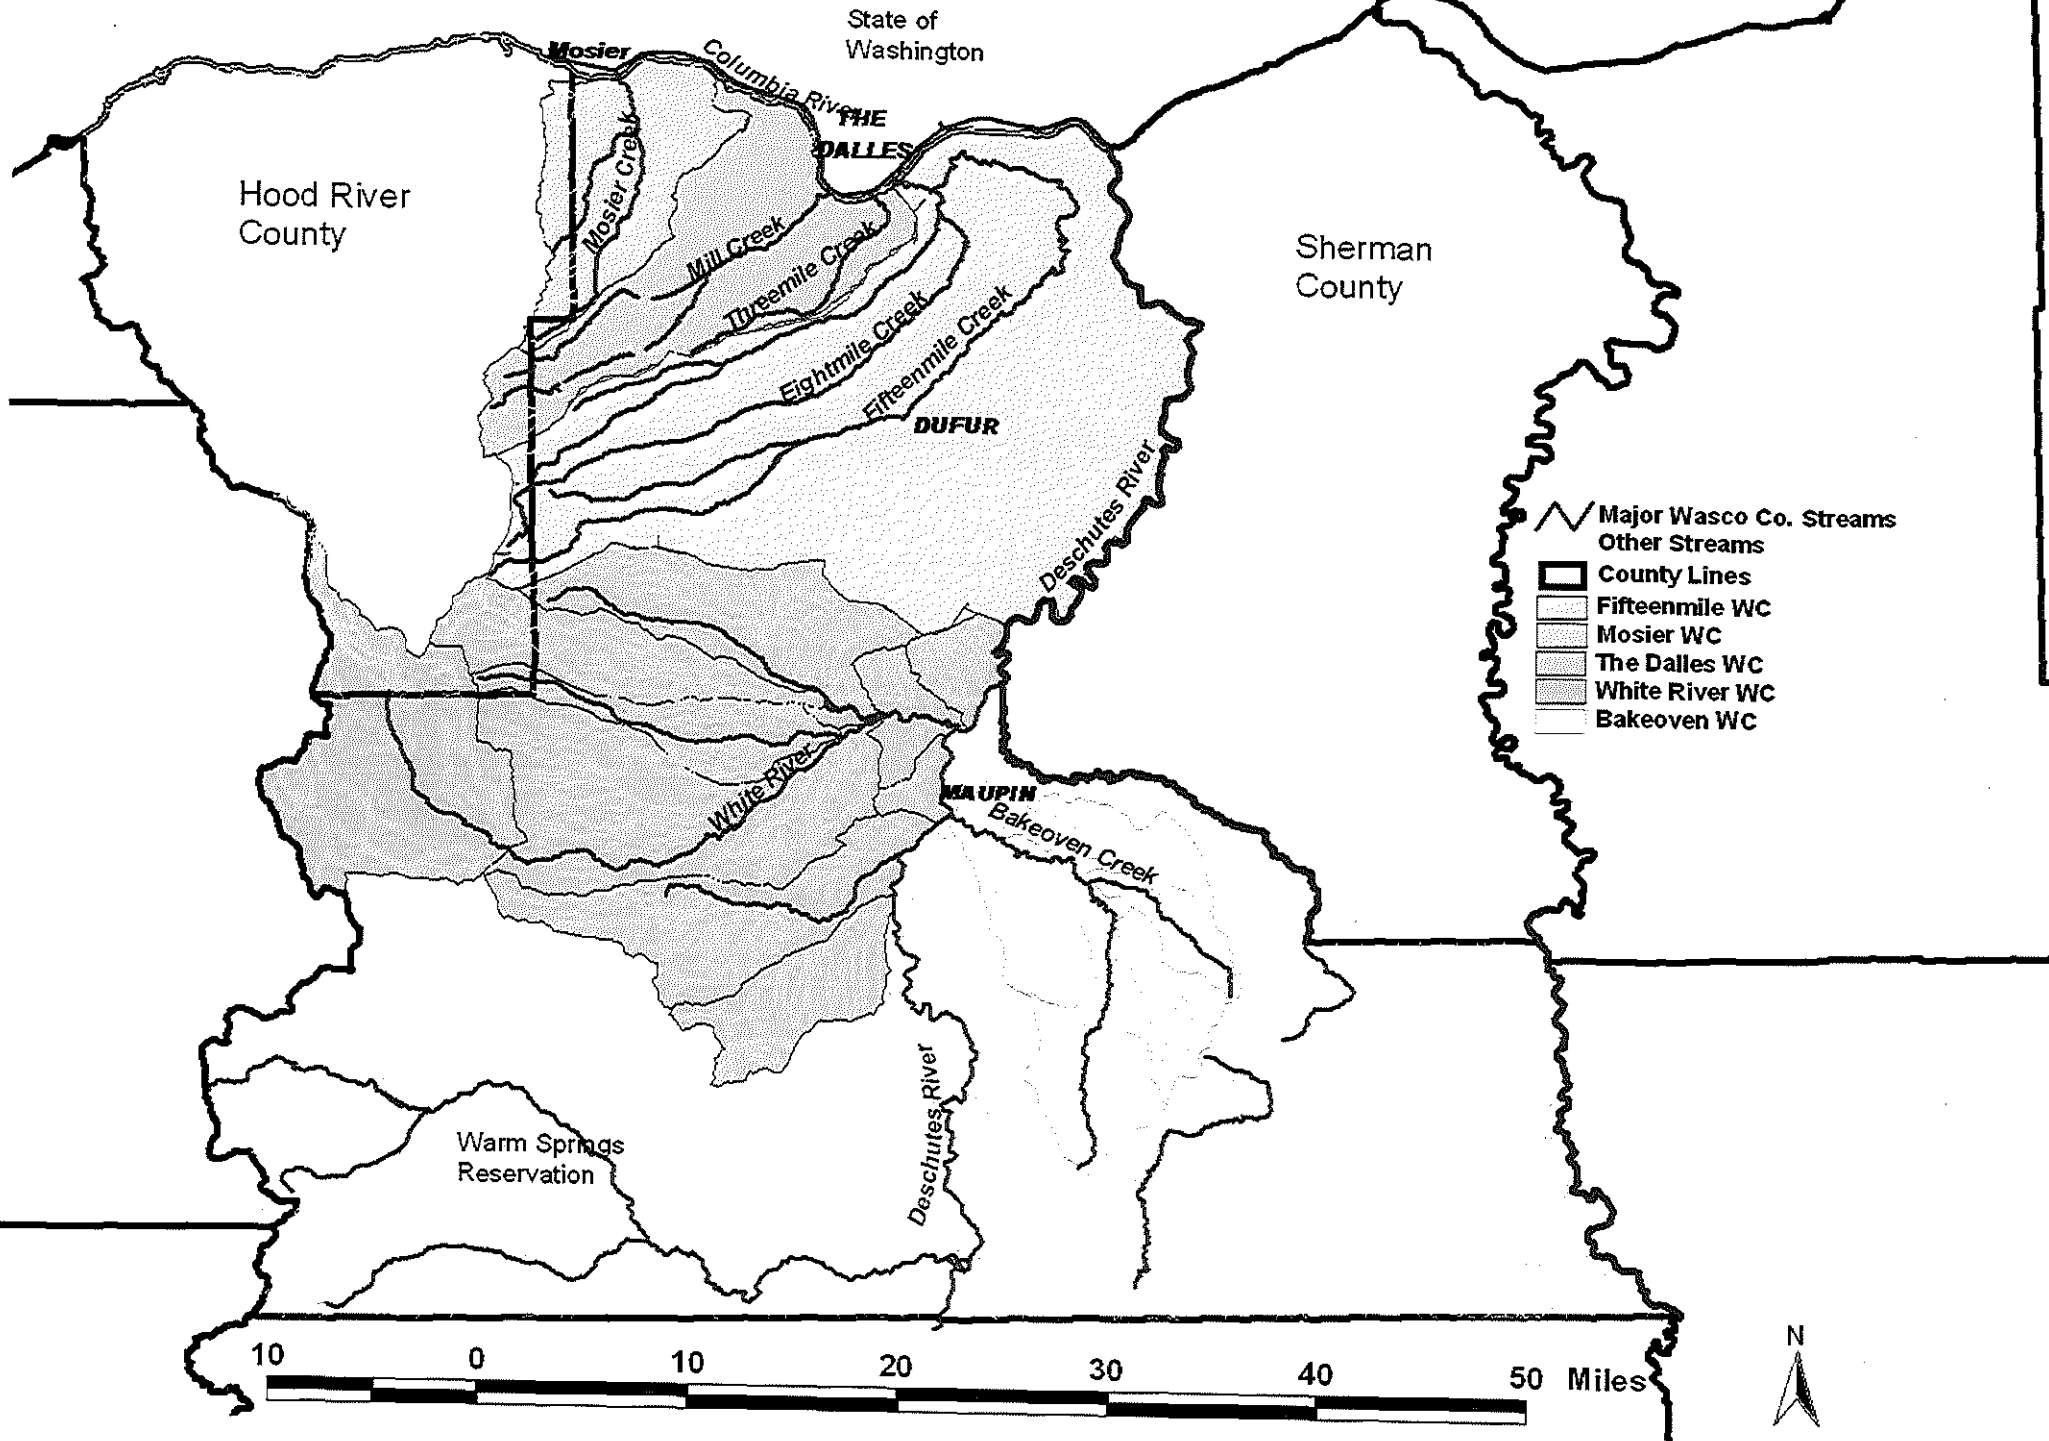 State of
Washington
Mosier
Columbia River
THE
DALLES
Hood River
County
Mosier Creek
Mill Creek
Threemile Creek
Eightmile Creek
Fifteenmile Creek
DUFUR
Sherman
County
Deschutes River
Major Wasco Co. Streams
Other Streams
County Lines
Fifteenmile WC
Mosier WC
The Dalles WC
White River WC
Bakeoven WC
White River
MAUPIN
Bakeoven Creek
Deschutes River
Warm Springs
Reservation
N
10 0 10 20 30 40 50 Miles